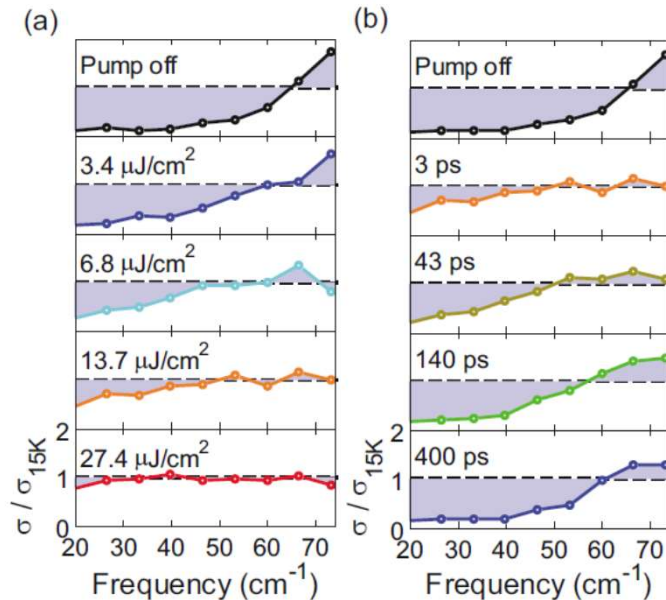 (a)
Pump off
3.4 μJ/cm²
6.8 μJ/cm²
13.7 μJ/cm²
27.4 μJ/cm²
2
1
0
σ / σ15K
20 30 40 50 60 70
Frequency (cm⁻¹)
(b)
Pump off
3 ps
43 ps
140 ps
400 ps
2
1
0
σ / σ15K
20 30 40 50 60 70
Frequency (cm⁻¹)